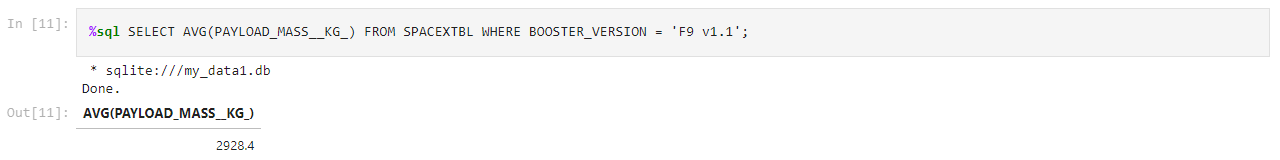 In [11]: %sql SELECT AVG(PAYLOAD_MASS__KG_) FROM SPACEXTBL WHERE BOOSTER_VERSION = 'F9 v1.1';
* sqlite:///my_data1.db
Done.
Out[11]: AVG(PAYLOAD_MASS__KG_)
2928.4